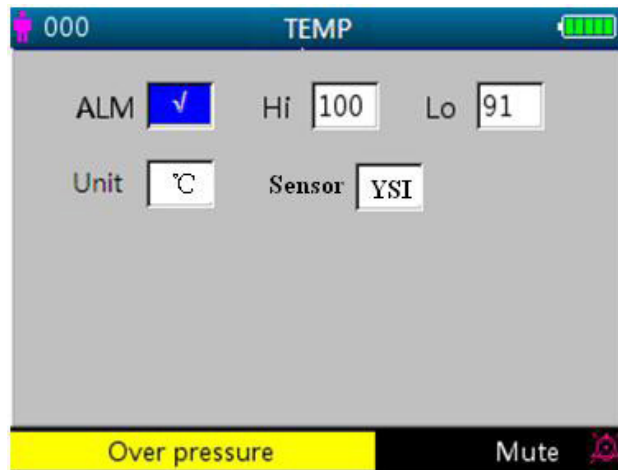 000 TEMP
ALM √ Hi 100 Lo 91
Unit ℃ Sensor YSI
Over pressure Mute